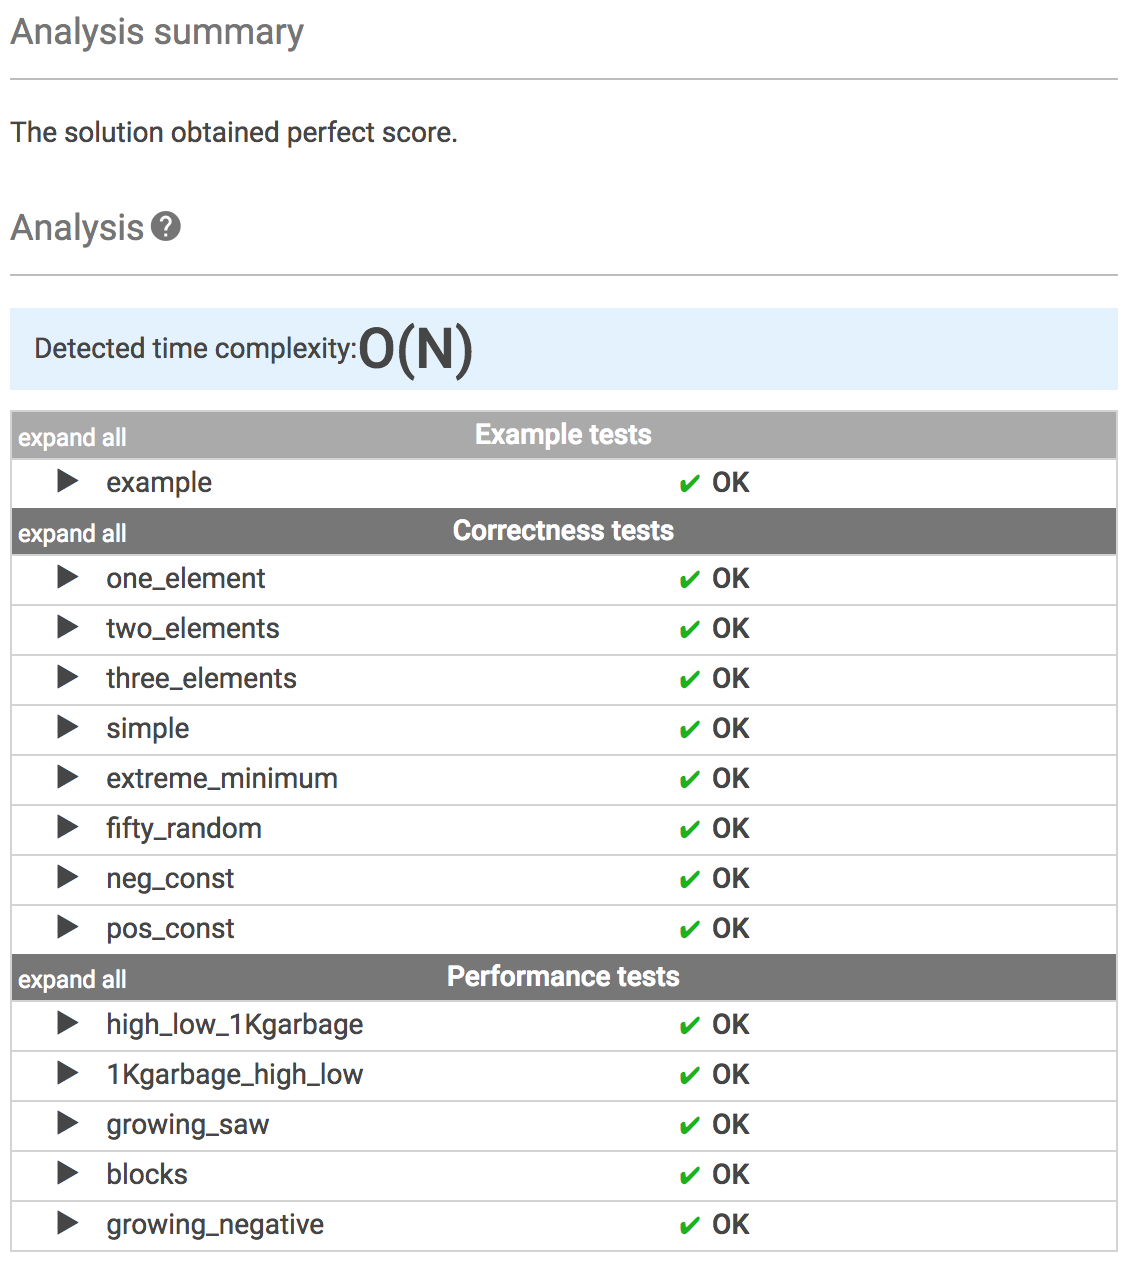 Analysis summary
The solution obtained perfect score.
Analysis ?
Detected time complexity: O(N)
expand all Example tests
example ✔ OK
expand all Correctness tests
one_element ✔ OK
two_elements ✔ OK
three_elements ✔ OK
simple ✔ OK
extreme_minimum ✔ OK
fifty_random ✔ OK
neg_const ✔ OK
pos_const ✔ OK
expand all Performance tests
high_low_1Kgarbage ✔ OK
1Kgarbage_high_low ✔ OK
growing_saw ✔ OK
blocks ✔ OK
growing_negative ✔ OK